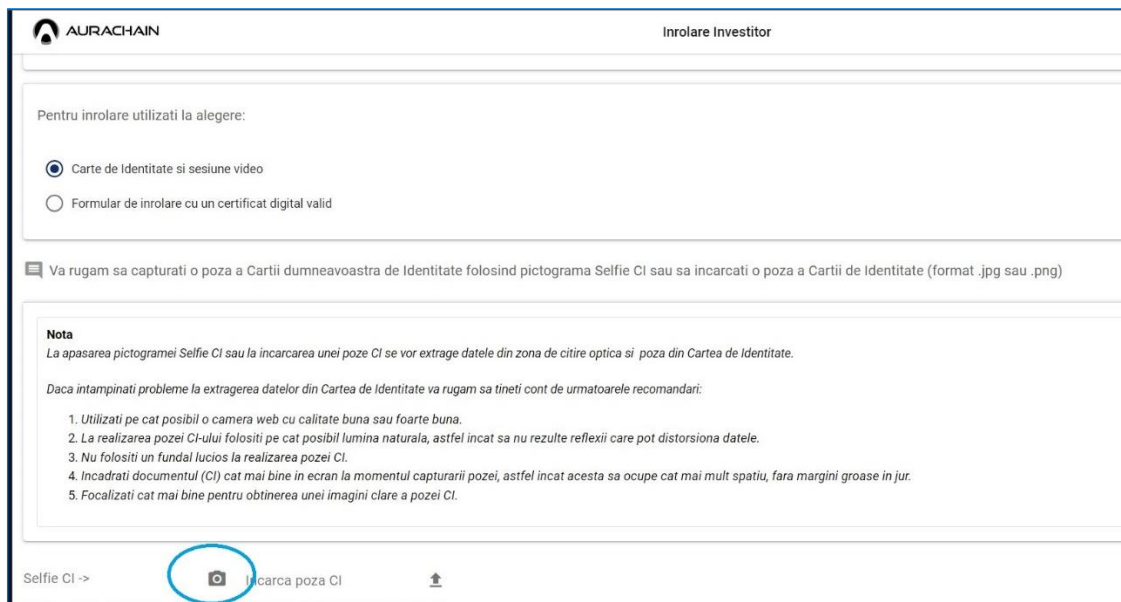 AURACHAIN
Inrolare Investitor
Pentru inrolare utilizati la alegere:
Carte de Identitate si sesiune video
Formular de inrolare cu un certificat digital valid
Va rugam sa capturati o poza a Cartii dumneavoastra de Identitate folosind pictograma Selfie CI sau sa incarcati o poza a Cartii de Identitate (format .jpg sau .png)
Nota
La apasarea pictogramei Selfie CI sau la incarcarea unei poze CI se vor extrage datele din zona de citire optica si poza din Cartea de Identitate.
Daca intampinati probleme la extragerea datelor din Cartea de Identitate va rugam sa tineti cont de urmatoarele recomandari:
1. Utilizati pe cat posibil o camera web cu calitate buna sau foarte buna.
2. La realizarea pozei CI-ului folositi pe cat posibil lumina naturala, astfel incat sa nu rezulte reflexii care pot distorsiona datele.
3. Nu folositi un fundal lucios la realizarea pozei CI.
4. Incadrati documentul (CI) cat mai bine in ecran la momentul capturarii pozei, astfel incat acesta sa ocupe cat mai mult spatiu, fara margini groase in jur.
5. Focalizati cat mai bine pentru obtinerea unei imagini clare a pozei CI.
Selfie CI -> Incarca poza CI